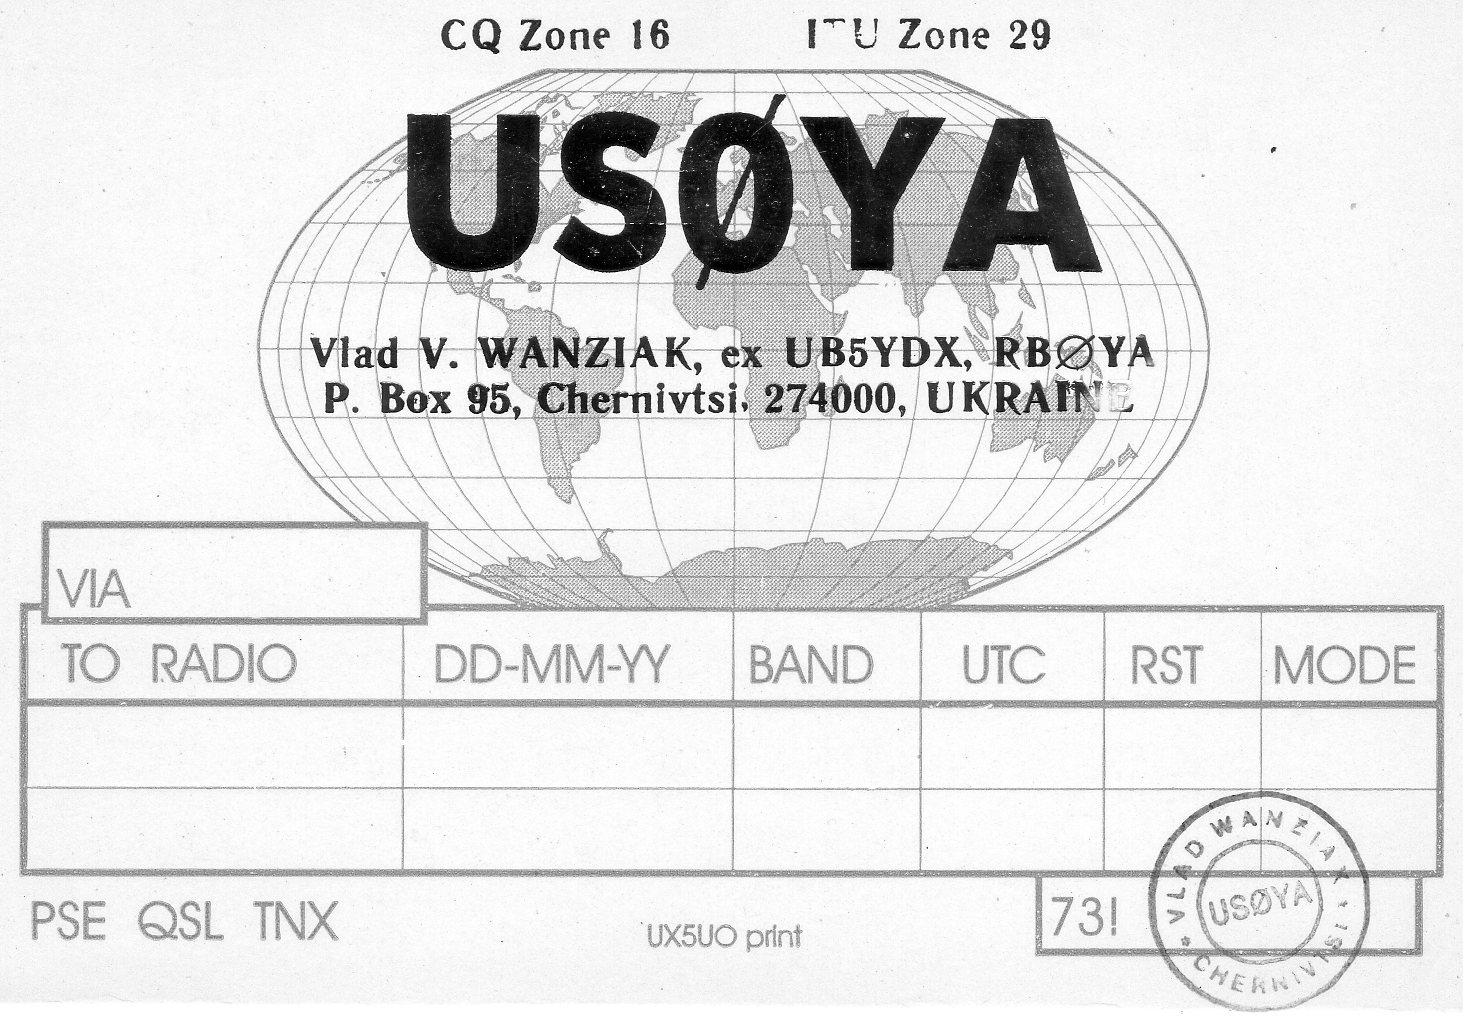 CQ Zone 16 ITU Zone 29
USØYA
Vlad V. WANZIAK, ex UB5YDX, RBØYA
P. Box 95, Chernivtsi, 274000, UKRAINE
VIA
TO RADIO DD-MM-YY BAND UTC RST MODE
PSE QSL TNX
UX5UO print
73!
VLAD WANZIAK
USØYA
* CHERNIVTSI